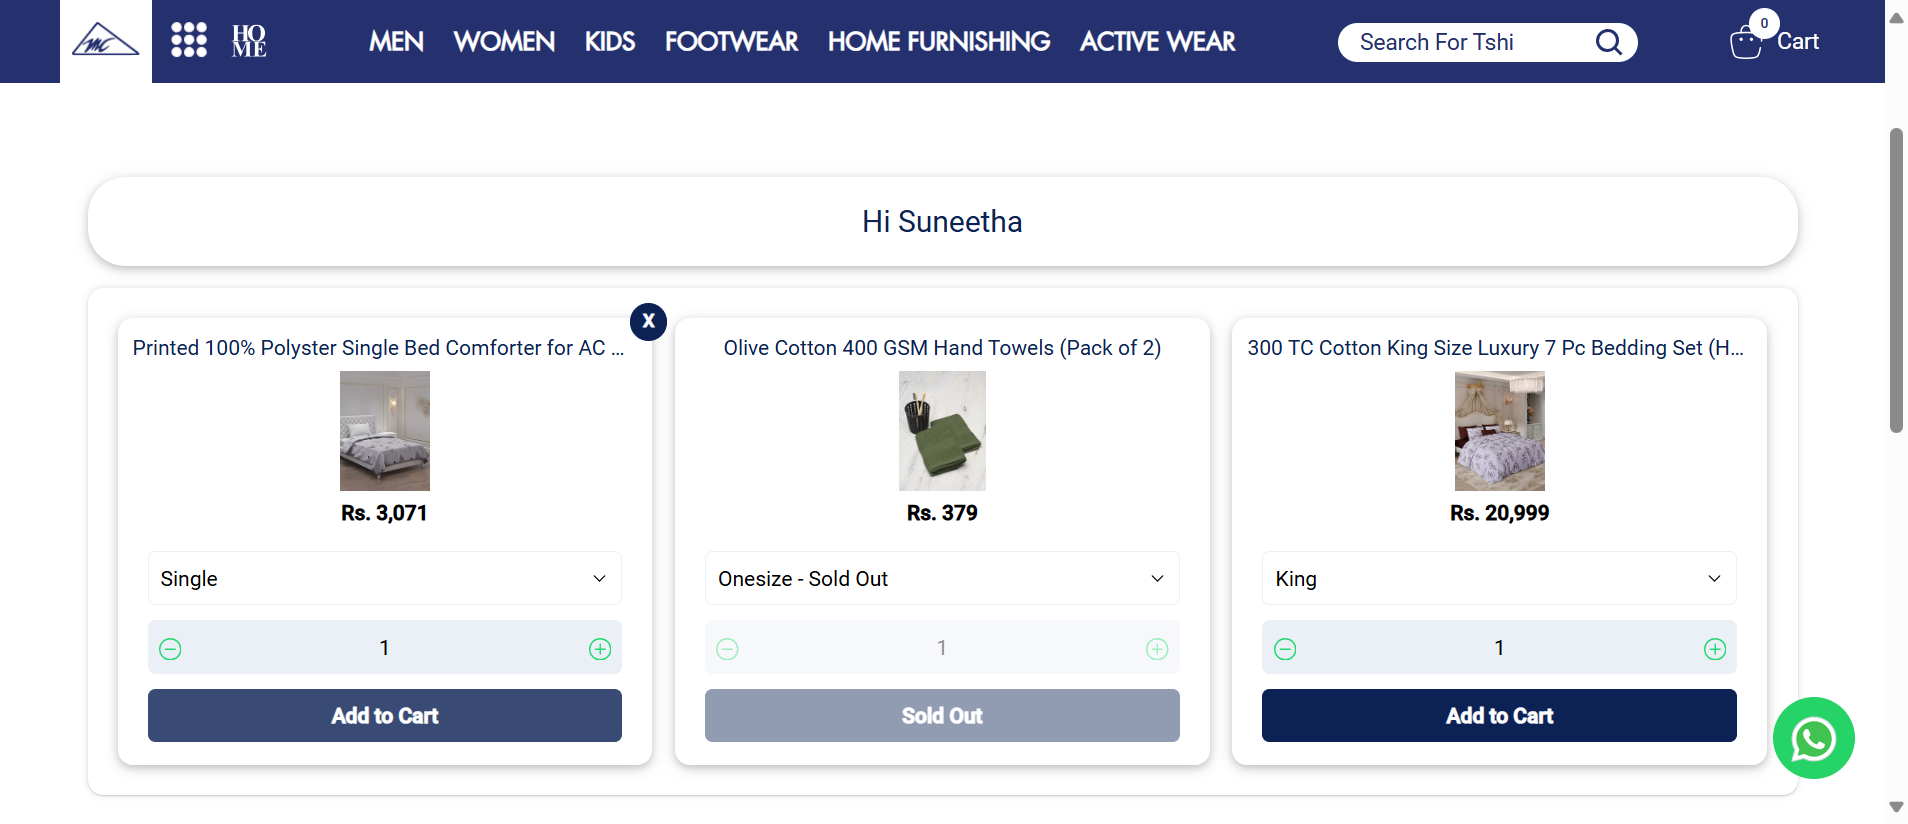 MC
HO
ME
MEN
WOMEN
KIDS
FOOTWEAR
HOME FURNISHING
ACTIVE WEAR
Search For Tshi
0
Cart
Hi Suneetha
X
Printed 100% Polyster Single Bed Comforter for AC ...
Rs. 3,071
Single
1
Add to Cart
Olive Cotton 400 GSM Hand Towels (Pack of 2)
Rs. 379
Onesize - Sold Out
1
Sold Out
300 TC Cotton King Size Luxury 7 Pc Bedding Set (H...
Rs. 20,999
King
1
Add to Cart